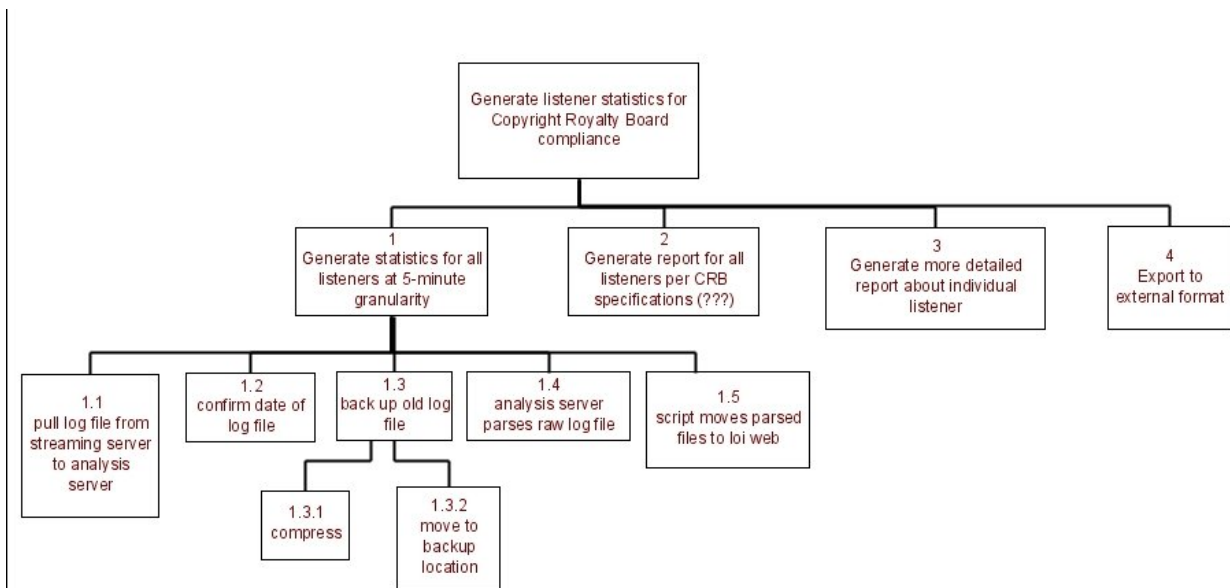 Generate listener statistics for
Copyright Royalty Board
compliance
1
Generate statistics for all
listeners at 5-minute
granularity
2
Generate report for all
listeners per CRB
specifications (???)
3
Generate more detailed
report about individual
listener
4
Export to
external format
1.1
pull log file from
streaming server
to analysis
server
1.2
confirm date of
log file
1.3
back up old log
file
1.4
analysis server
parses raw log file
1.5
script moves parsed
files to loi web
1.3.1
compress
1.3.2
move to
backup
location